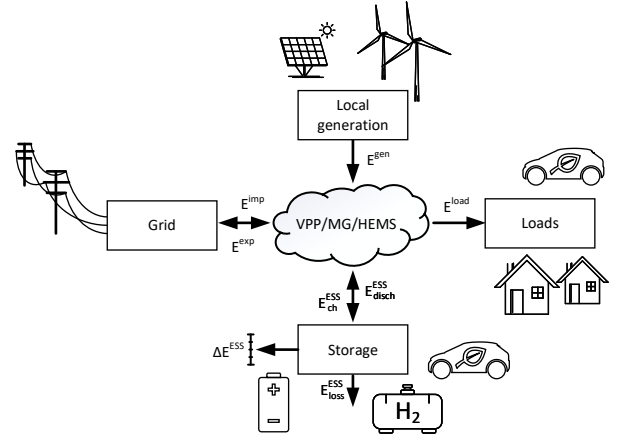 Local
generation
E^gen
E^imp
E^load
Grid
VPP/MG/HEMS
Loads
E^exp
E^ESS_ch
E^ESS_disch
ΔE^ESS
Storage
E^ESS_loss
+
−
H₂